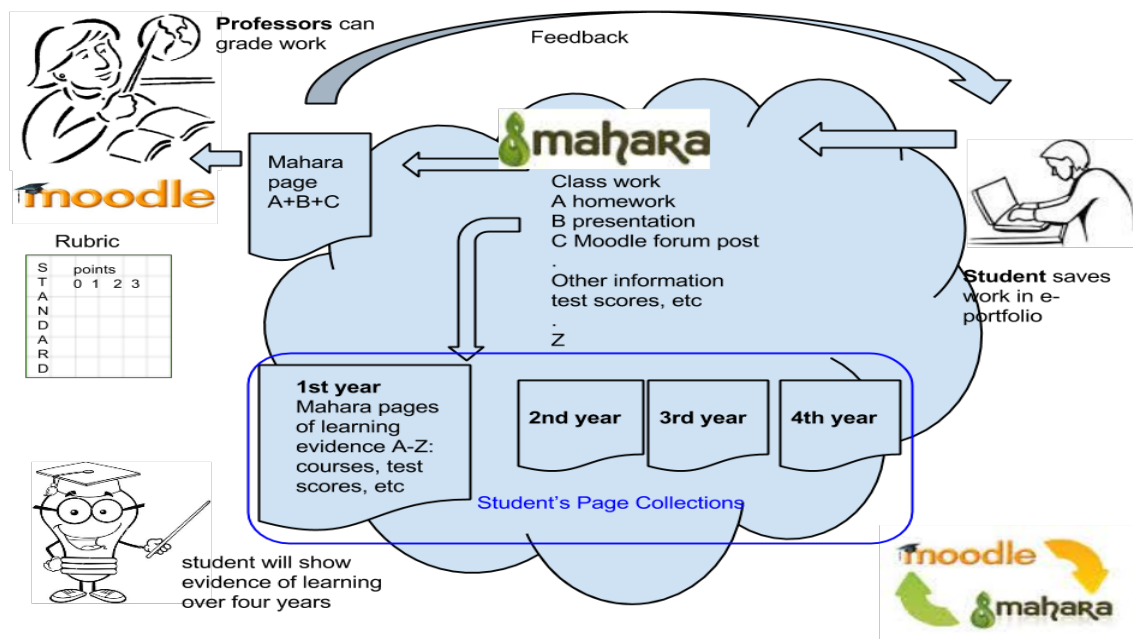 Professors can
grade work
Feedback
mahara
Mahara
page
A+B+C
moodle
Class work
A homework
B presentation
C Moodle forum post
.
Other information
test scores, etc
.
Z
Student saves
work in e-
portfolio
Rubric
STANDARD
points
0 1 2 3
1st year
Mahara pages
of learning
evidence A-Z:
courses, test
scores, etc
2nd year
3rd year
4th year
Student's Page Collections
student will show
evidence of learning
over four years
moodle
mahara